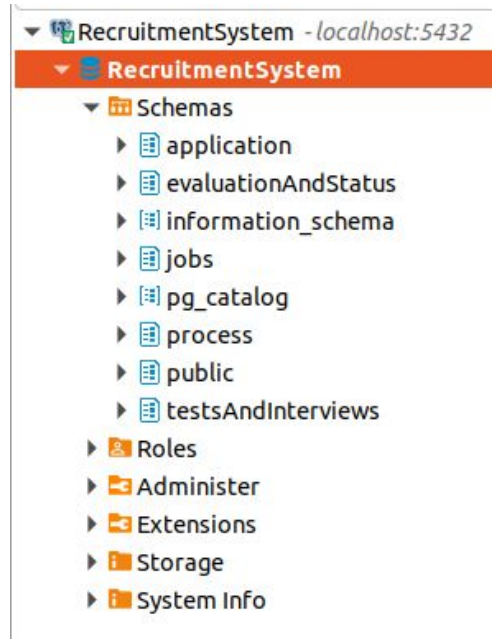 RecruitmentSystem - localhost:5432
RecruitmentSystem
Schemas
application
evaluationAndStatus
information_schema
jobs
pg_catalog
process
public
testsAndInterviews
Roles
Administer
Extensions
Storage
System Info